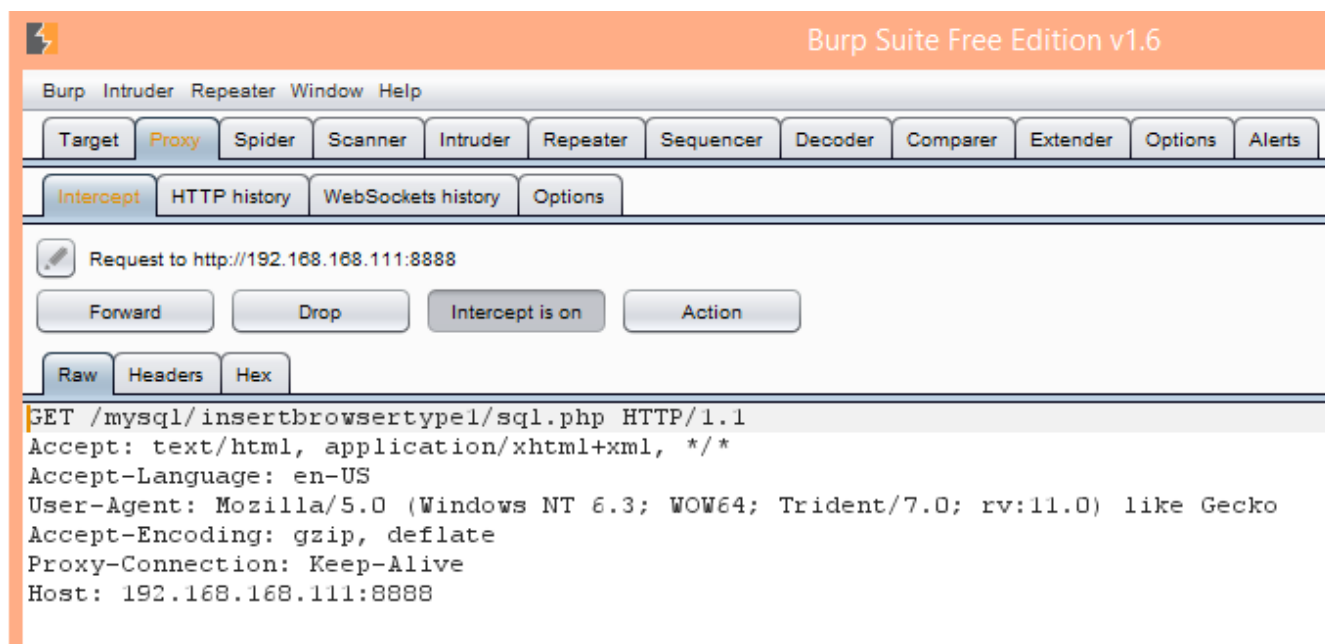 Burp Suite Free Edition v1.6
Burp Intruder Repeater Window Help
Target Proxy Spider Scanner Intruder Repeater Sequencer Decoder Comparer Extender Options Alerts
Intercept HTTP history WebSockets history Options
Request to http://192.168.168.111:8888
Forward Drop Intercept is on Action
Raw Headers Hex
GET /mysql/insertbrowsertype1/sql.php HTTP/1.1
Accept: text/html, application/xhtml+xml, */*
Accept-Language: en-US
User-Agent: Mozilla/5.0 (Windows NT 6.3; WOW64; Trident/7.0; rv:11.0) like Gecko
Accept-Encoding: gzip, deflate
Proxy-Connection: Keep-Alive
Host: 192.168.168.111:8888